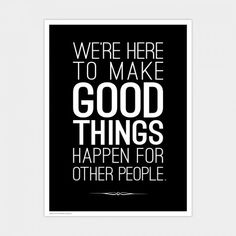 WE'RE HERE
TO MAKE
GOOD
THINGS
HAPPEN FOR
OTHER PEOPLE.